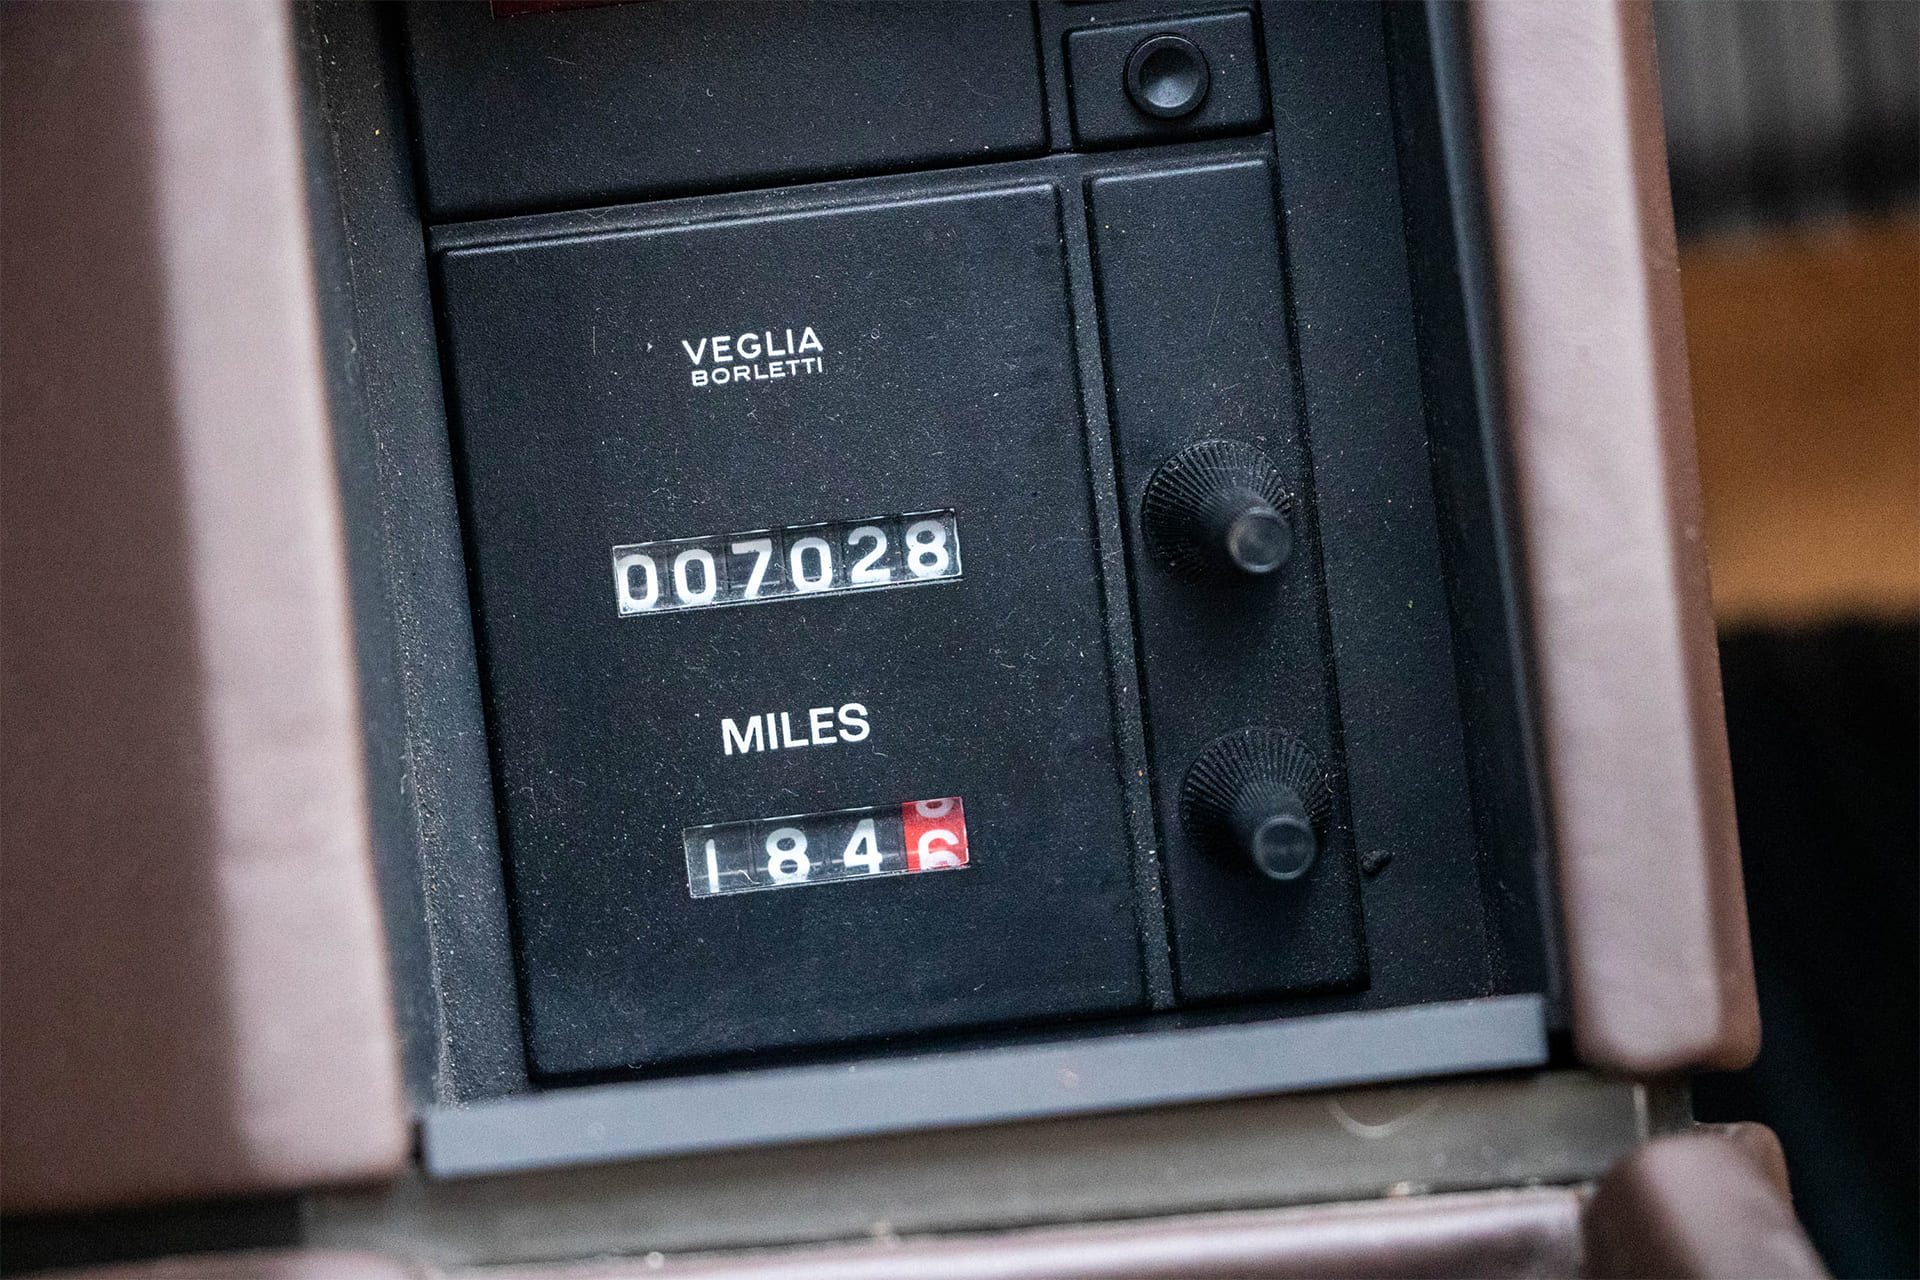 VEGLIA
BORLETTI
007028
MILES
1846